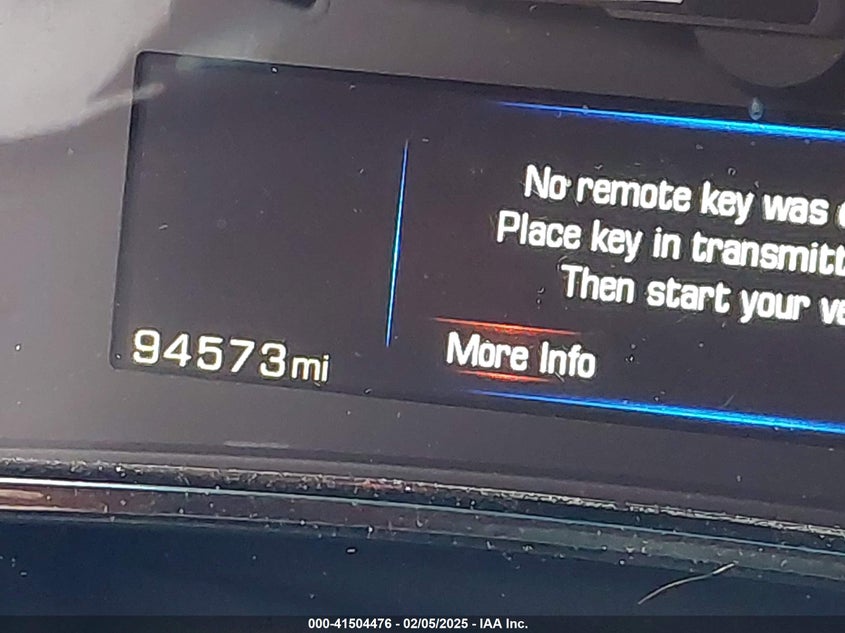 No remote key was
Place key in
Then start your
More Info
94573mi
000-41504476 - 02/05/2025 - IAA Inc.